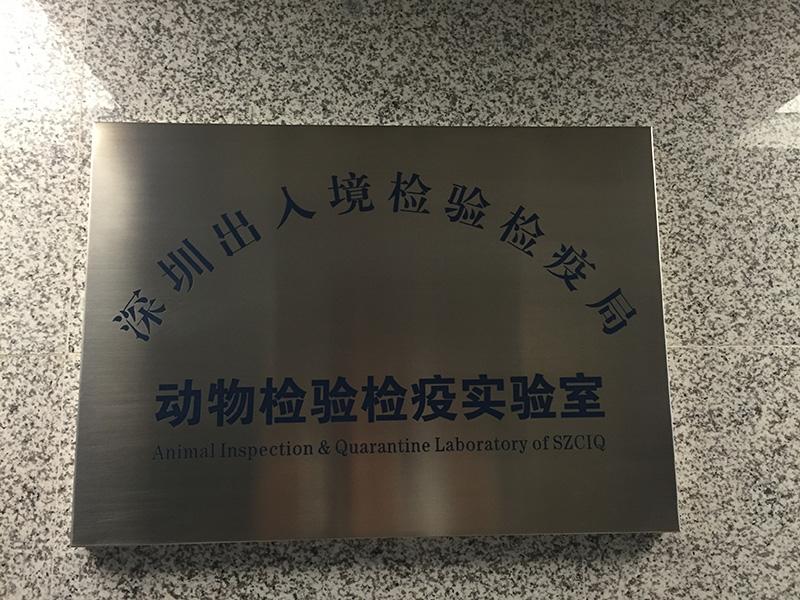 深圳出入境检验检疫局
动物检验检疫实验室
Animal Inspection & Quarantine Laboratory of SZCIQ